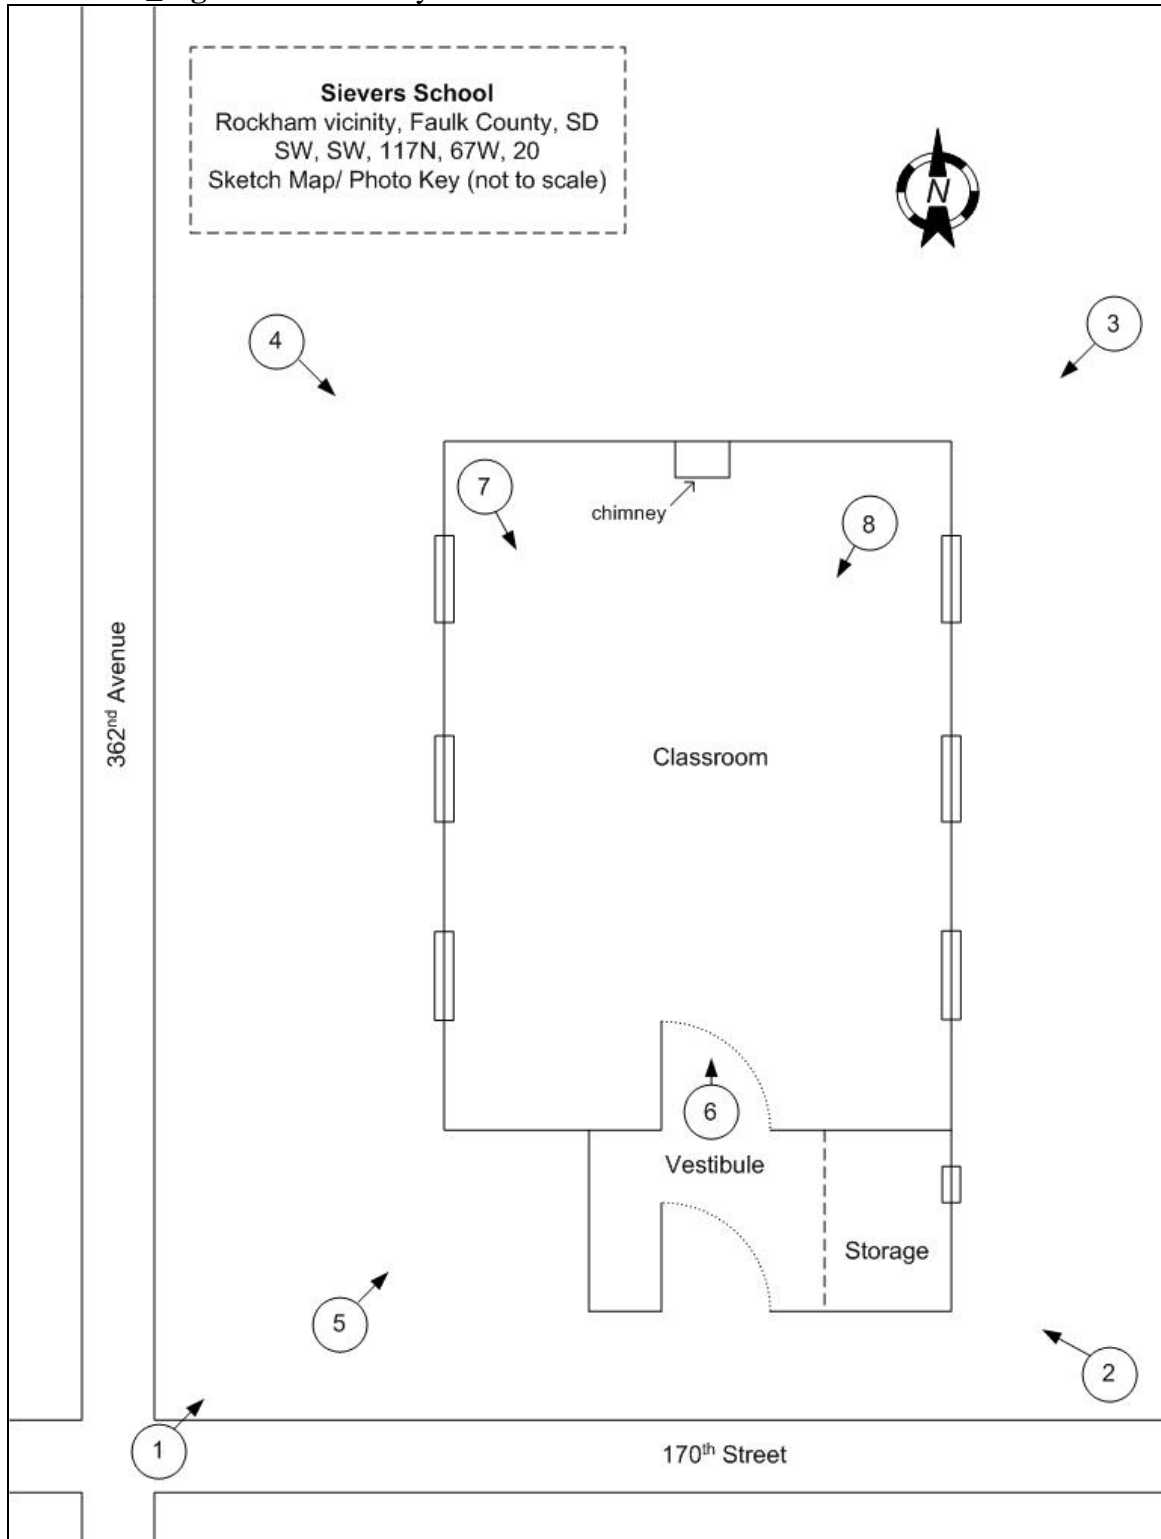 Sievers School
Rockham vicinity, Faulk County, SD
SW, SW, 117N, 67W, 20
Sketch Map/ Photo Key (not to scale)
N
3
4
7
chimney
8
362nd Avenue
Classroom
6
Vestibule
Storage
5
2
1
170th Street